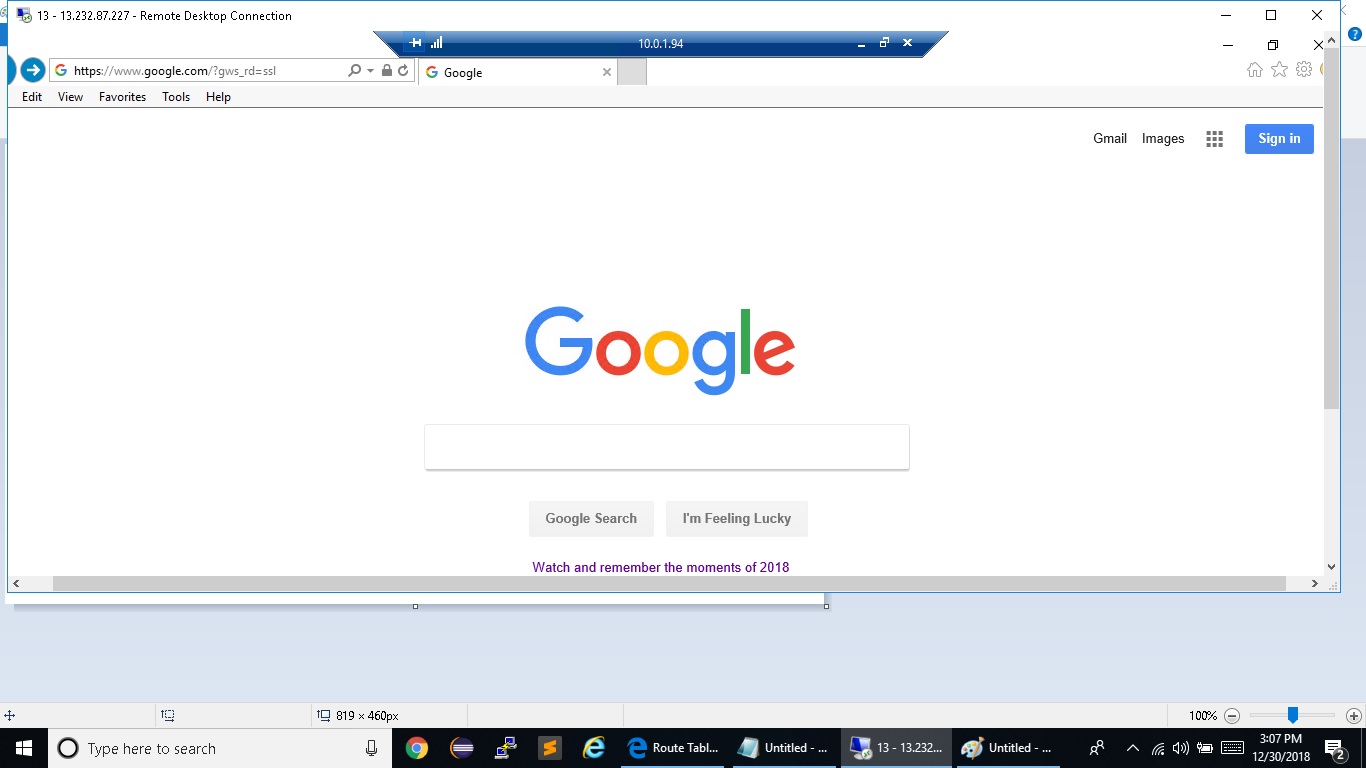 13 - 13.232.87.227 - Remote Desktop Connection
10.0.1.94
https://www.google.com/?gws_rd=ssl
Google
Edit View Favorites Tools Help
Gmail Images Sign in
Google
Google Search I'm Feeling Lucky
Watch and remember the moments of 2018
819 × 460px
100%
Type here to search
Route Tabl...
Untitled - ...
13 - 13.232...
Untitled - ...
3:07 PM
12/30/2018
2